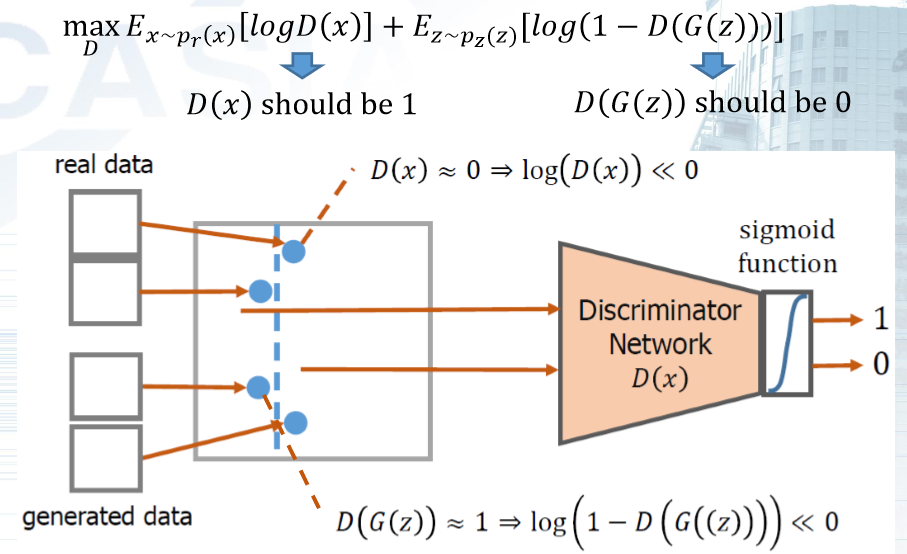 max_D E_{x∼p_r(x)}[logD(x)] + E_{z∼p_z(z)}[log(1 − D(G(z)))]
D(x) should be 1
D(G(z)) should be 0
real data
D(x) ≈ 0 ⇒ log(D(x)) ≪ 0
sigmoid
function
Discriminator
Network
D(x)
1
0
generated data
D(G(z)) ≈ 1 ⇒ log(1 − D(G((z)))) ≪ 0
CASIA